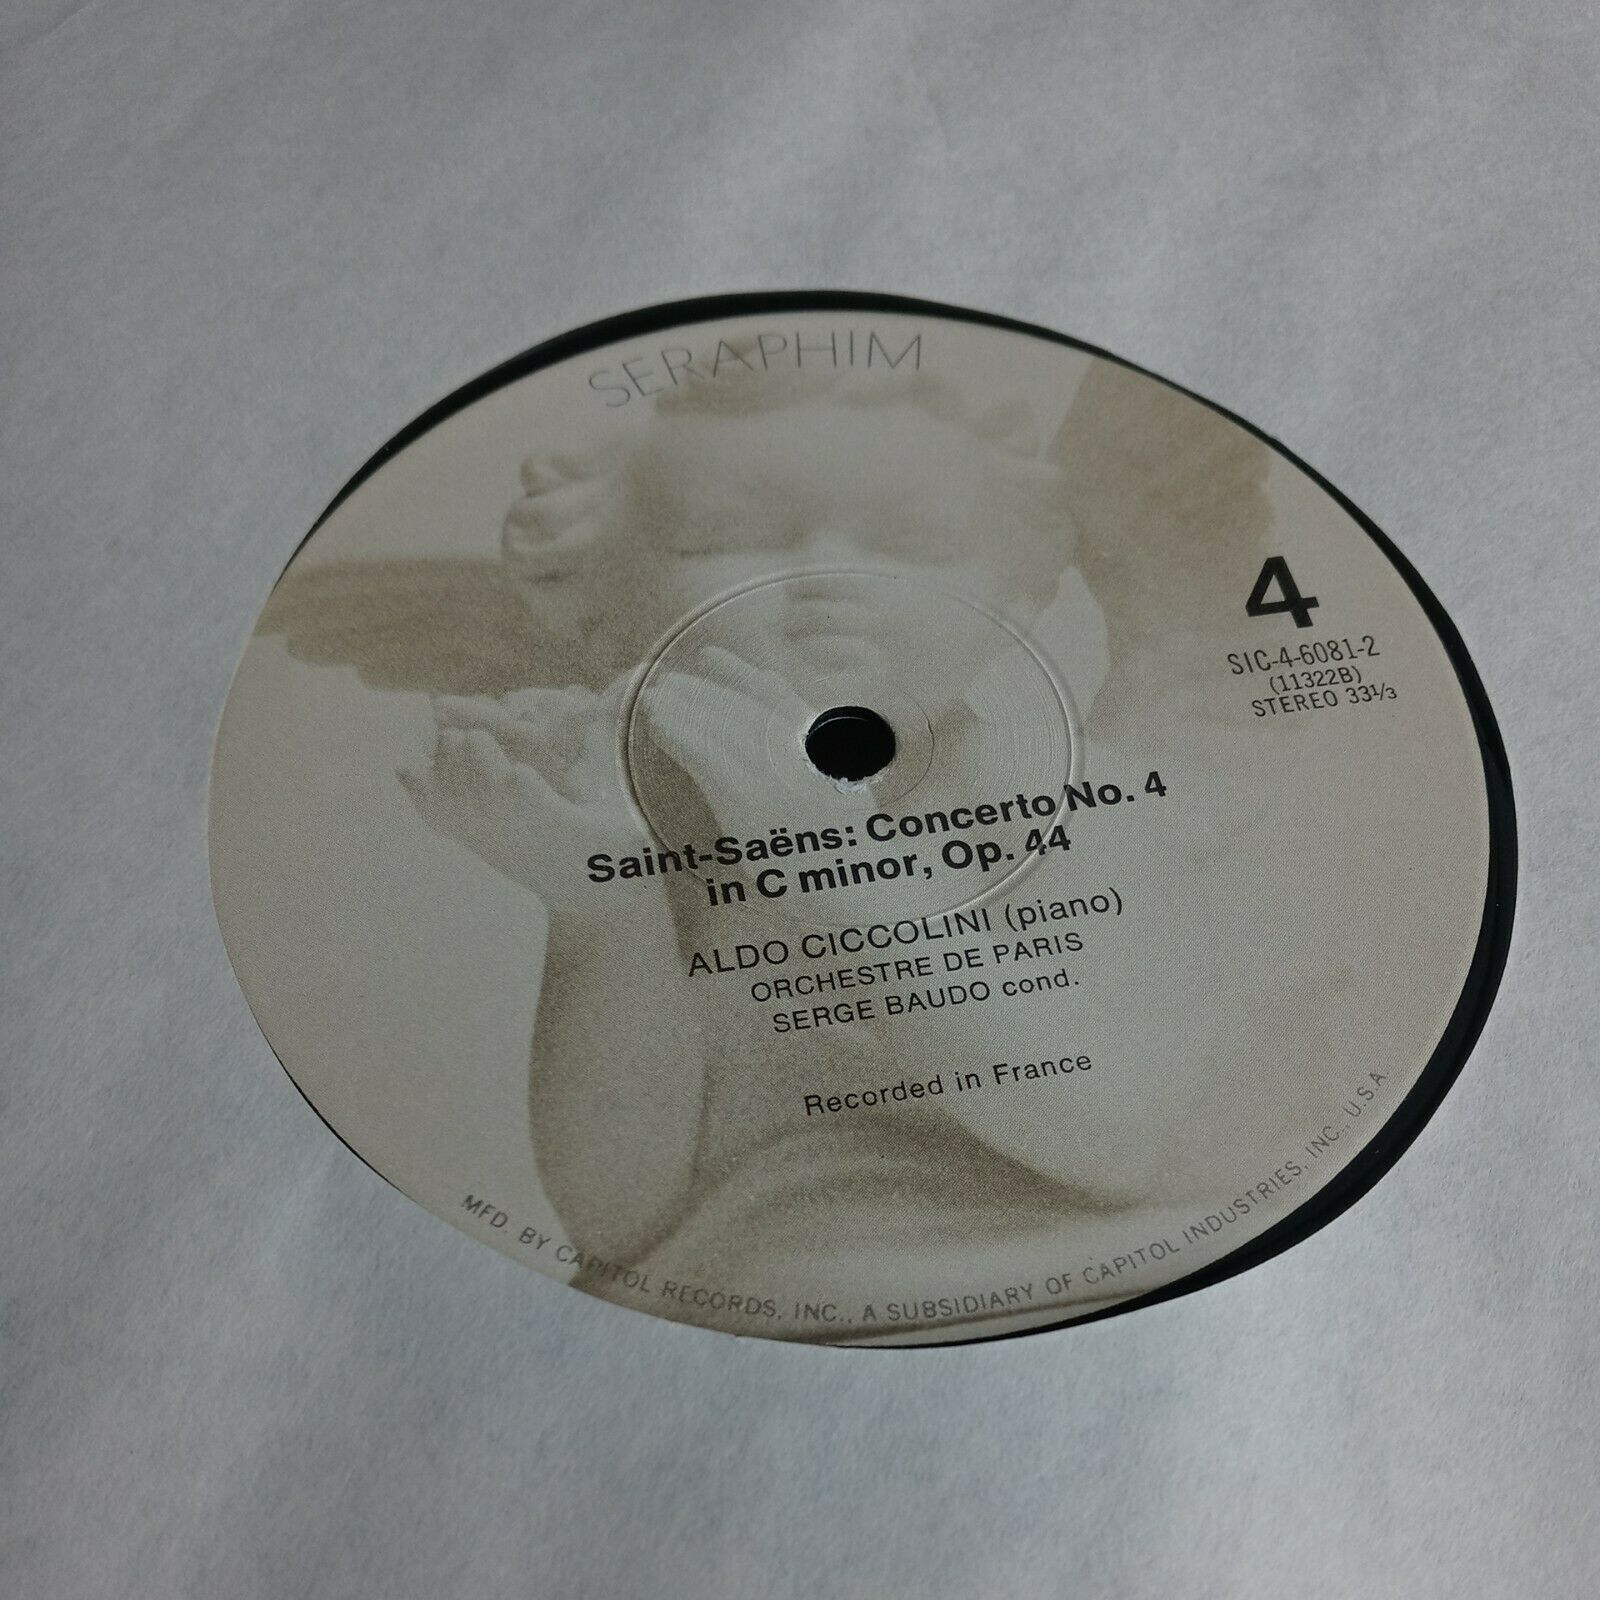 SERAPHIM
4
SIC-4-6081-2
(11322B)
STEREO 33⅓
Saint-Saëns: Concerto No. 4
in C minor, Op. 44
ALDO CICCOLINI (piano)
ORCHESTRE DE PARIS
SERGE BAUDO cond.
Recorded in France
MFD. BY CAPITOL RECORDS, INC., A SUBSIDIARY OF CAPITOL INDUSTRIES, INC., U.S.A.